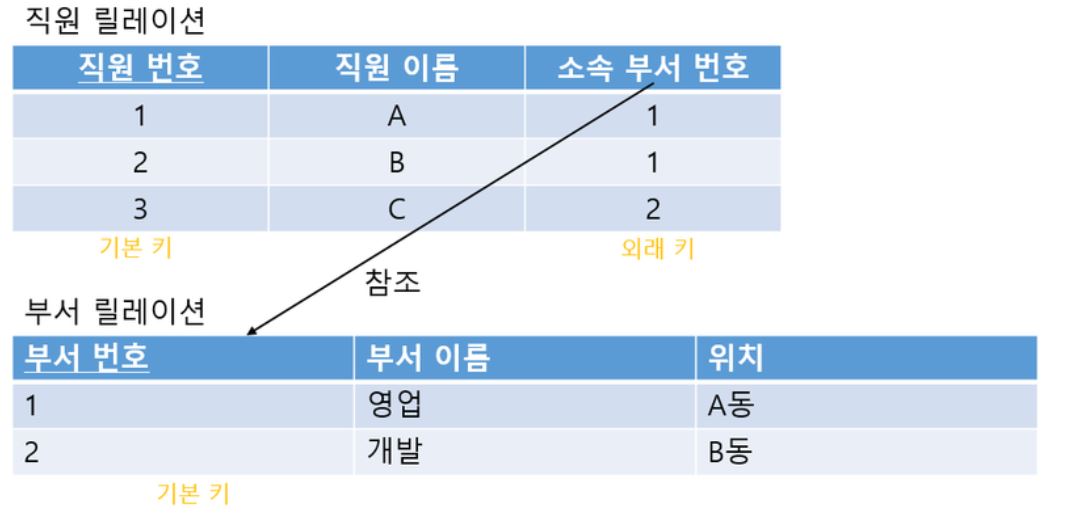 직원 릴레이션
직원 번호 직원 이름 소속 부서 번호
1 A 1
2 B 1
3 C 2
기본 키 외래 키
참조
부서 릴레이션
부서 번호 부서 이름 위치
1 영업 A동
2 개발 B동
기본 키